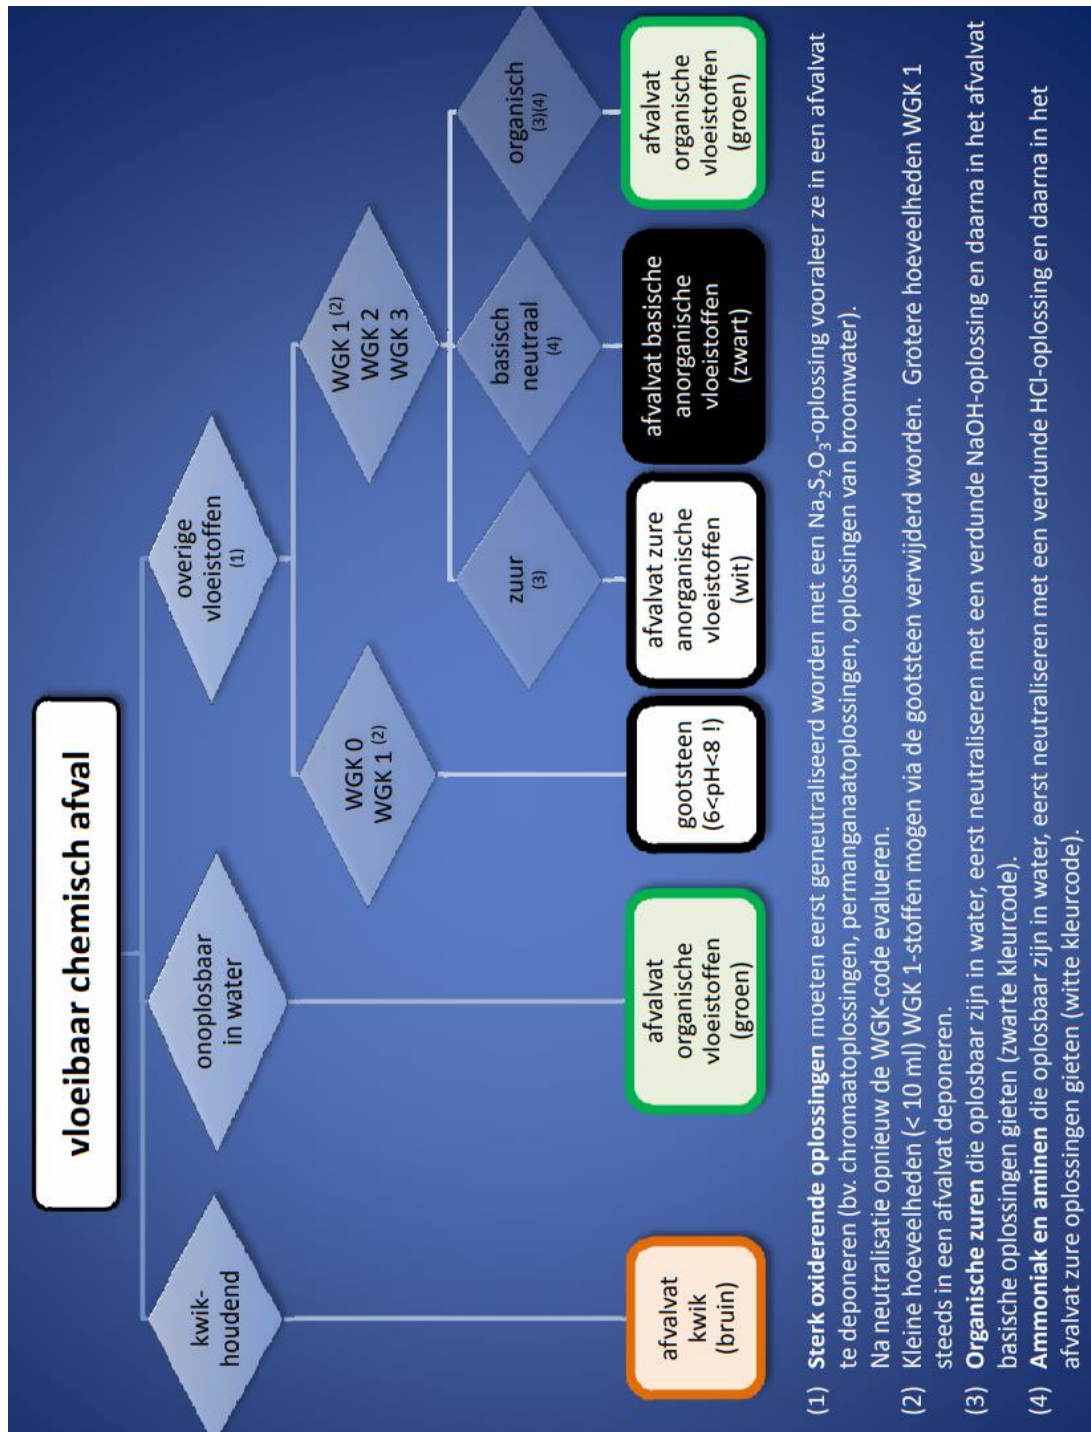 vloeibaar chemisch afval
kwik-
houdend
onoplosbaar
in water
overige
vloeistoffen
(1)
WGK 0
WGK 1 (2)
WGK 1 (2)
WGK 2
WGK 3
zuur
(3)
basisch
neutraal
(4)
organisch
(3)(4)
afvalvat
kwik
(bruin)
afvalvat
organische
vloeistoffen
(groen)
gootsteen
(6<pH<8 !)
afvalvat zure
anorganische
vloeistoffen
(wit)
afvalvat basische
anorganische
vloeistoffen
(zwart)
afvalvat
organische
vloeistoffen
(groen)
(1) Sterk oxiderende oplossingen moeten eerst geneutraliseerd worden met een Na₂S₂O₃-oplossing vooraleer ze in een afvalvat
te deponeren (bv. chromaatoplossingen, permanganaatoplossingen, oplossingen van broomwater).
Na neutralisatie opnieuw de WGK-code evalueren.
(2) Kleine hoeveelheden (< 10 ml) WGK 1-stoffen mogen via de gootsteen verwijderd worden. Grotere hoeveelheden WGK 1
steeds in een afvalvat deponeren.
(3) Organische zuren die oplosbaar zijn in water, eerst neutraliseren met een verdunde NaOH-oplossing en daarna in het afvalvat
basische oplossingen gieten (zwarte kleurcode).
(4) Ammoniak en aminen die oplosbaar zijn in water, eerst neutraliseren met een verdunde HCl-oplossing en daarna in het
afvalvat zure oplossingen gieten (witte kleurcode).